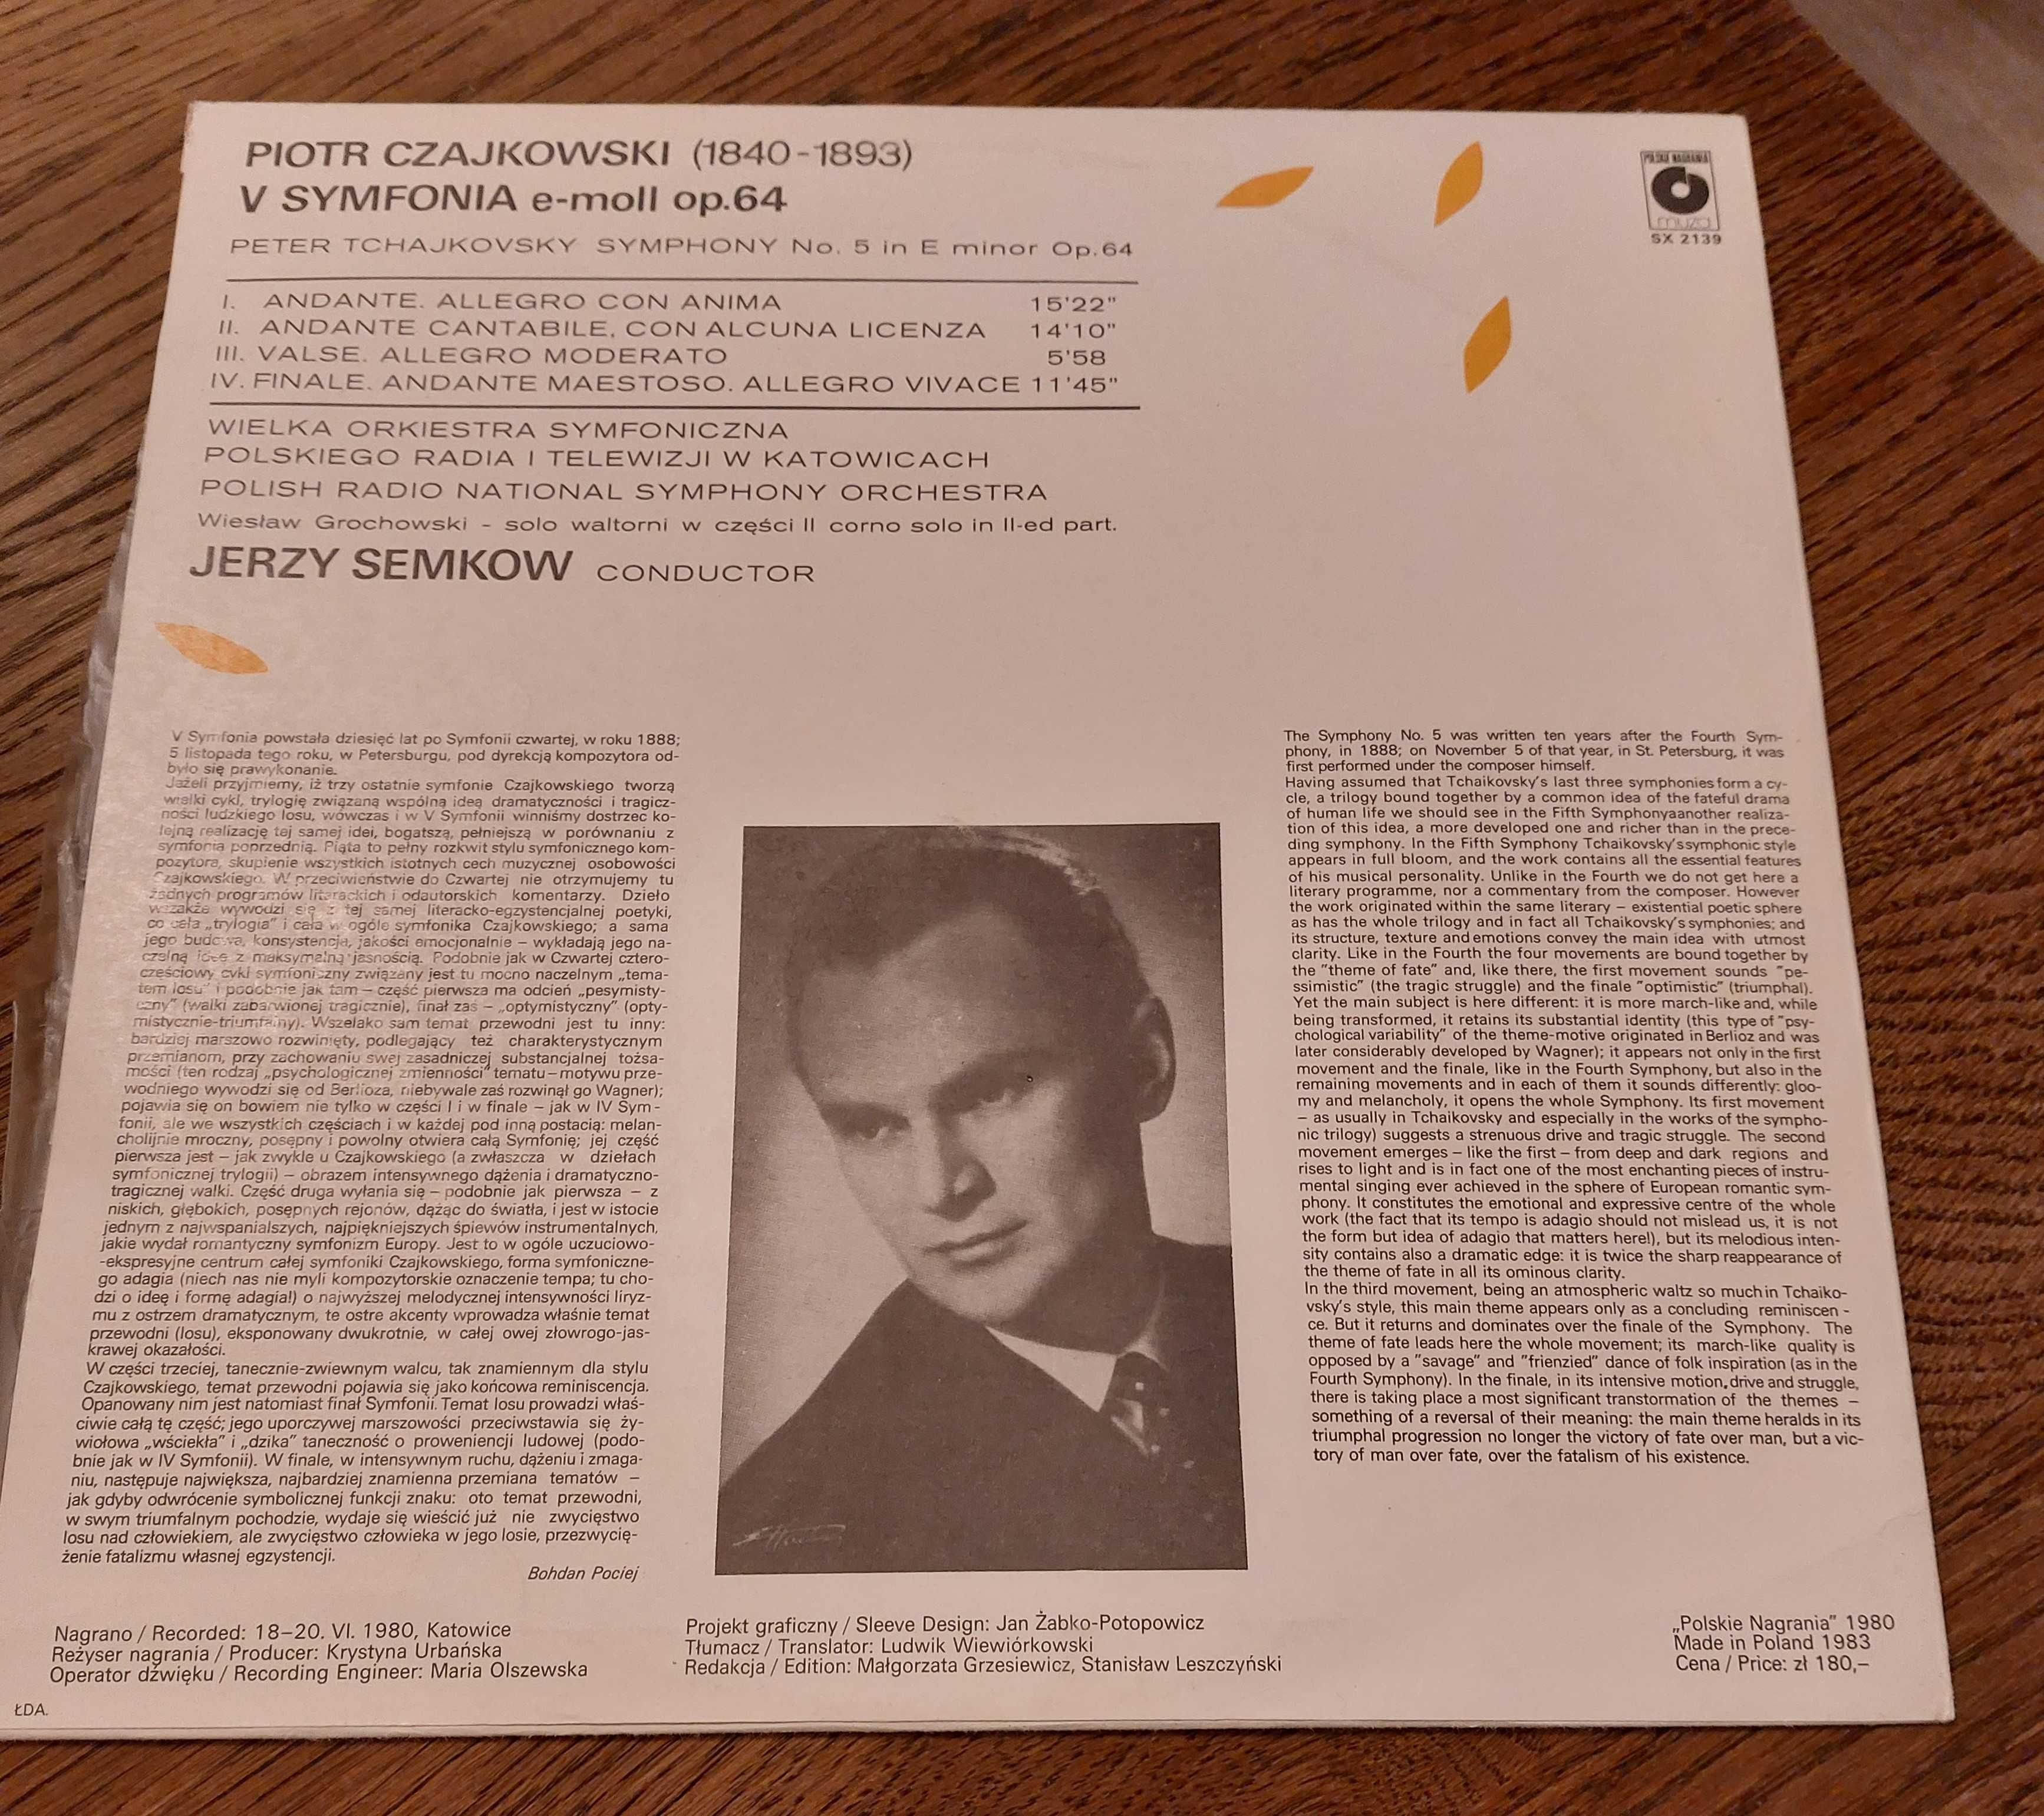 PIOTR CZAJKOWSKI (1840-1893)
V SYMFONIA e-moll op.64
PETER TCHAJKOVSKY SYMPHONY No. 5 in E minor Op.64
I. ANDANTE. ALLEGRO CON ANIMA 15'22"
II. ANDANTE CANTABILE, CON ALCUNA LICENZA 14'10"
III. VALSE. ALLEGRO MODERATO 5'58
IV. FINALE. ANDANTE MAESTOSO. ALLEGRO VIVACE 11'45"
WIELKA ORKIESTRA SYMFONICZNA
POLSKIEGO RADIA I TELEWIZJI W KATOWICACH
POLISH RADIO NATIONAL SYMPHONY ORCHESTRA
Wiesław Grochowski - solo waltorni w części II corno solo in II-ed part.
JERZY SEMKOW CONDUCTOR
POLSKIE NAGRANIA
muza
SX 2139
V Symfonia powstała dziesięć lat po Symfonii czwartej, w roku 1888;
5 listopada tego roku, w Petersburgu, pod dyrekcją kompozytora od-
było się prawykonanie.
Jeżeli przyjmiemy, iż trzy ostatnie symfonie Czajkowskiego tworzą
wielki cykl, trylogię związaną wspólną ideą dramatyczności i tragicz-
ności ludzkiego losu, wówczas i w V Symfonii winniśmy dostrzec ko-
lejną realizację tej samej idei, bogatszą, pełniejszą w porównaniu z
symfonią poprzednią. Piąta to pełny rozkwit stylu symfonicznego kom-
pozytora, skupienie wszystkich istotnych cech muzycznej osobowości
Czajkowskiego. W przeciwieństwie do Czwartej nie otrzymujemy tu
żadnych programów literackich i odautorskich komentarzy. Dzieło
wszakże wywodzi się z tej samej literacko-egzystencjalnej poetyki,
co cała „trylogia" i cała w ogóle symfonika Czajkowskiego; a sama
jego budowa, konsystencja, jakości emocjonalnie – wykładają jego na-
czelną ideę z maksymalną jasnością. Podobnie jak w Czwartej cztero-
częściowy cykl symfoniczny związany jest tu mocno naczelnym „tema-
tem losu" i podobnie jak tam – część pierwsza ma odcień „pesymisty-
czny" (walki zabarwionej tragicznie), finał zaś – „optymistyczny" (opty-
mistycznie-triumfalny). Wszelako sam temat przewodni jest tu inny:
bardziej marszowo rozwinięty, podlegający też charakterystycznym
przemianom, przy zachowaniu swej zasadniczej substancjalnej tożsa-
mości (ten rodzaj „psychologicznej zmienności" tematu–motywu prze-
wodniego wywodzi się od Berlioza, niebywale zaś rozwinął go Wagner);
pojawia się on bowiem nie tylko w części I i w finale – jak w IV Sym-
fonii, ale we wszystkich częściach i w każdej pod inną postacią: melan-
cholijnie mroczny, posępny i powolny otwiera całą Symfonię; jej część
pierwsza jest – jak zwykle u Czajkowskiego (a zwłaszcza w dziełach
symfonicznej trylogii) – obrazem intensywnego dążenia i dramatyczno-
tragicznej walki. Część druga wyłania się – podobnie jak pierwsza – z
niskich, głębokich, posępnych rejonów, dążąc do światła, i jest w istocie
jednym z najwspanialszych, najpiękniejszych śpiewów instrumentalnych,
jakie wydał romantyczny symfonizm Europy. Jest to w ogóle uczuciowo-
-ekspresyjne centrum całej symfoniki Czajkowskiego, forma symfoniczne-
go adagia (niech nas nie myli kompozytorskie oznaczenie tempa; tu cho-
dzi o ideę i formę adagia!) o najwyższej melodycznej intensywności liryz-
mu z ostrzem dramatycznym, te ostre akcenty wprowadza właśnie temat
przewodni (losu), eksponowany dwukrotnie, w całej owej złowrogo-jas-
krawej okazałości.
W części trzeciej, tanecznie-zwiewnym walcu, tak znamiennym dla stylu
Czajkowskiego, temat przewodni pojawia się jako końcowa reminiscencja.
Opanowany nim jest natomiast finał Symfonii. Temat losu prowadzi właś-
ciwie całą tę część; jego uporczywej marszowości przeciwstawia się ży-
wiołowa „wściekła" i „dzika" taneczność o proweniencji ludowej (podo-
bnie jak w IV Symfonii). W finale, w intensywnym ruchu, dążeniu i zmaga-
niu, następuje największa, najbardziej znamienna przemiana tematów –
jak gdyby odwrócenie symbolicznej funkcji znaku: oto temat przewodni,
w swym triumfalnym pochodzie, wydaje się wieścić już nie zwycięstwo
losu nad człowiekiem, ale zwycięstwo człowieka w jego losie, przezwycię-
żenie fatalizmu własnej egzystencji.
Bohdan Pociej
The Symphony No. 5 was written ten years after the Fourth Sym-
phony, in 1888; on November 5 of that year, in St. Petersburg, it was
first performed under the composer himself.
Having assumed that Tchaikovsky's last three symphonies form a cy-
cle, a trilogy bound together by a common idea of the fateful drama
of human life we should see in the Fifth Symphonyaanother realiza-
tion of this idea, a more developed one and richer than in the prece-
ding symphony. In the Fifth Symphony Tchaikovsky's symphonic style
appears in full bloom, and the work contains all the essential features
of his musical personality. Unlike in the Fourth we do not get here a
literary programme, nor a commentary from the composer. However
the work originated within the same literary – existential poetic sphere
as has the whole trilogy and in fact all Tchaikovsky's symphonies; and
its structure, texture and emotions convey the main idea with utmost
clarity. Like in the Fourth the four movements are bound together by
the "theme of fate" and, like there, the first movement sounds "pe-
ssimistic" (the tragic struggle) and the finale "optimistic" (triumphal).
Yet the main subject is here different: it is more march-like and, while
being transformed, it retains its substantial identity (this type of "psy-
chological variability" of the theme-motive originated in Berlioz and was
later considerably developed by Wagner); it appears not only in the first
movement and the finale, like in the Fourth Symphony, but also in the
remaining movements and in each of them it sounds differently: gloo-
my and melancholy, it opens the whole Symphony. Its first movement
– as usually in Tchaikovsky and especially in the works of the sympho-
nic trilogy) suggests a strenuous drive and tragic struggle. The second
movement emerges – like the first – from deep and dark regions and
rises to light and is in fact one of the most enchanting pieces of instru-
mental singing ever achieved in the sphere of European romantic sym-
phony. It constitutes the emotional and expressive centre of the whole
work (the fact that its tempo is adagio should not mislead us, it is not
the form but idea of adagio that matters here!), but its melodious inten-
sity contains also a dramatic edge: it is twice the sharp reappearance of
the theme of fate in all its ominous clarity.
In the third movement, being an atmospheric waltz so much in Tchaiko-
vsky's style, this main theme appears only as a concluding reminiscen -
ce. But it returns and dominates over the finale of the Symphony. The
theme of fate leads here the whole movement; its march-like quality is
opposed by a "savage" and "frienzied" dance of folk inspiration (as in the
Fourth Symphony). In the finale, in its intensive motion, drive and struggle,
there is taking place a most significant transtormation of the themes –
something of a reversal of their meaning: the main theme heralds in its
triumphal progression no longer the victory of fate over man, but a vic-
tory of man over fate, over the fatalism of his existence.
Nagrano / Recorded: 18–20. VI. 1980, Katowice
Reżyser nagrania / Producer: Krystyna Urbańska
Operator dźwięku / Recording Engineer: Maria Olszewska
Projekt graficzny / Sleeve Design: Jan Żabko-Potopowicz
Tłumacz / Translator: Ludwik Wiewiórkowski
Redakcja / Edition: Małgorzata Grzesiewicz, Stanisław Leszczyński
„Polskie Nagrania" 1980
Made in Poland 1983
Cena / Price: zł 180,–
ŁDA.